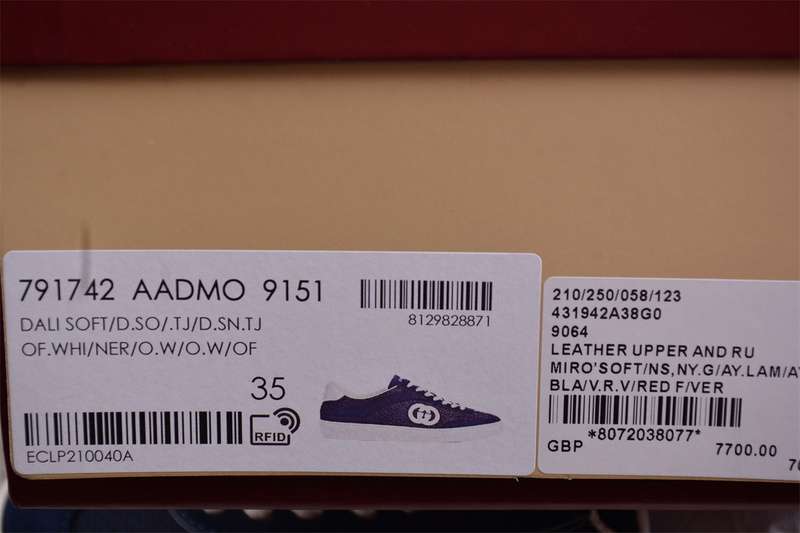 791742 AADMO 9151
8129828871
DALI SOFT/D.SO/.TJ/D.SN.TJ
OF.WHI/NER/O.W/O.W/OF
35
RFID
ECLP210040A
210/250/058/123
431942A38G0
9064
LEATHER UPPER AND RU
MIRO'SOFT/NS,NY.G/AY.LAM/A
BLA/V.R.V/RED F/VER
*8072038077*
GBP 7700.00